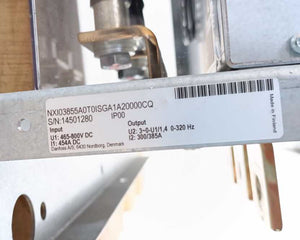 NXI03855A0T0ISGA1A20000CQ
S/N:14501280 IP00
Input Output
U1: 465-800V DC U2: 3~0-U1/1,4 0-320 Hz
I1: 454A DC I2: 300/385A
Danfoss A/S, 6430 Nordborg, Denmark
Made in Finland